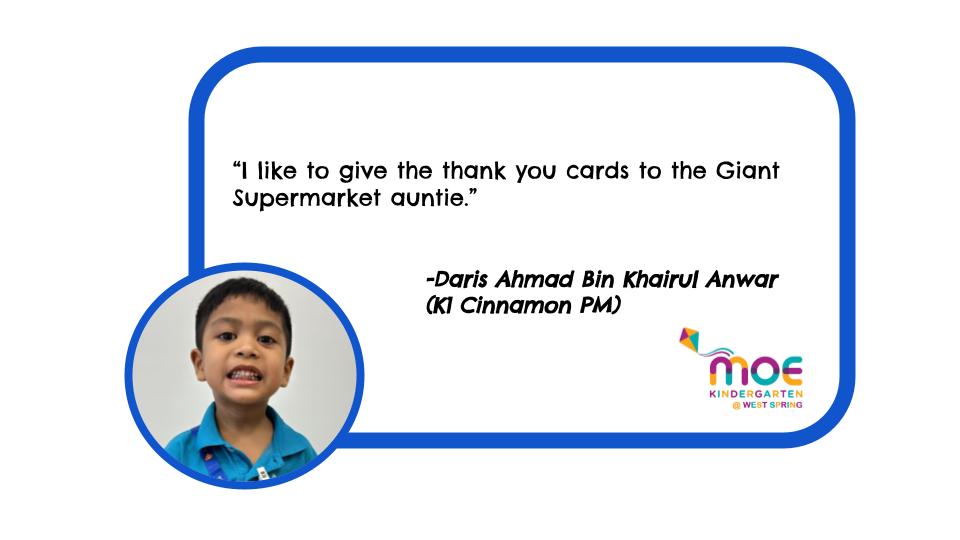 “I like to give the thank you cards to the Giant
Supermarket auntie.”
-Daris Ahmad Bin Khairul Anwar
(K1 Cinnamon PM)
moe
KINDERGARTEN
@ WEST SPRING